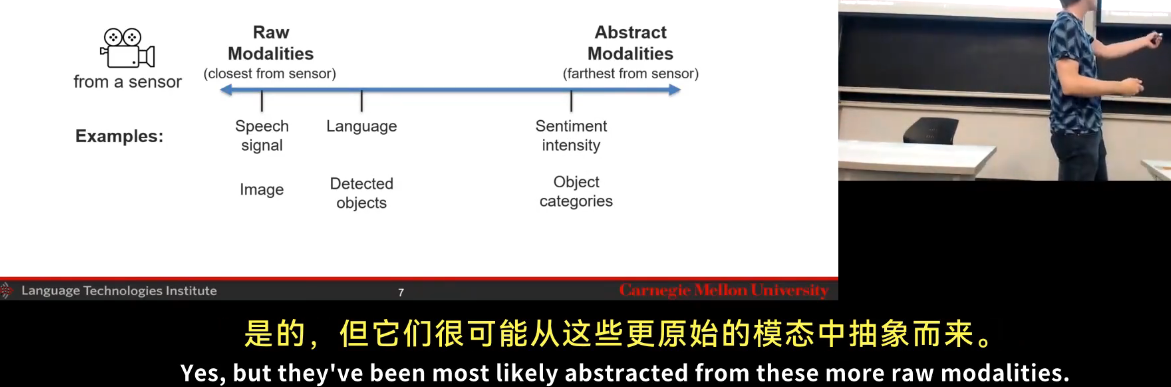 Raw
Modalities
(closest from sensor)
Abstract
Modalities
(farthest from sensor)
from a sensor
Examples:
Speech
signal
Language
Sentiment
intensity
Image
Detected
objects
Object
categories
Language Technologies Institute
7
Carnegie Mellon University
是的，但它们很可能从这些更原始的模态中抽象而来。
Yes, but they've been most likely abstracted from these more raw modalities.